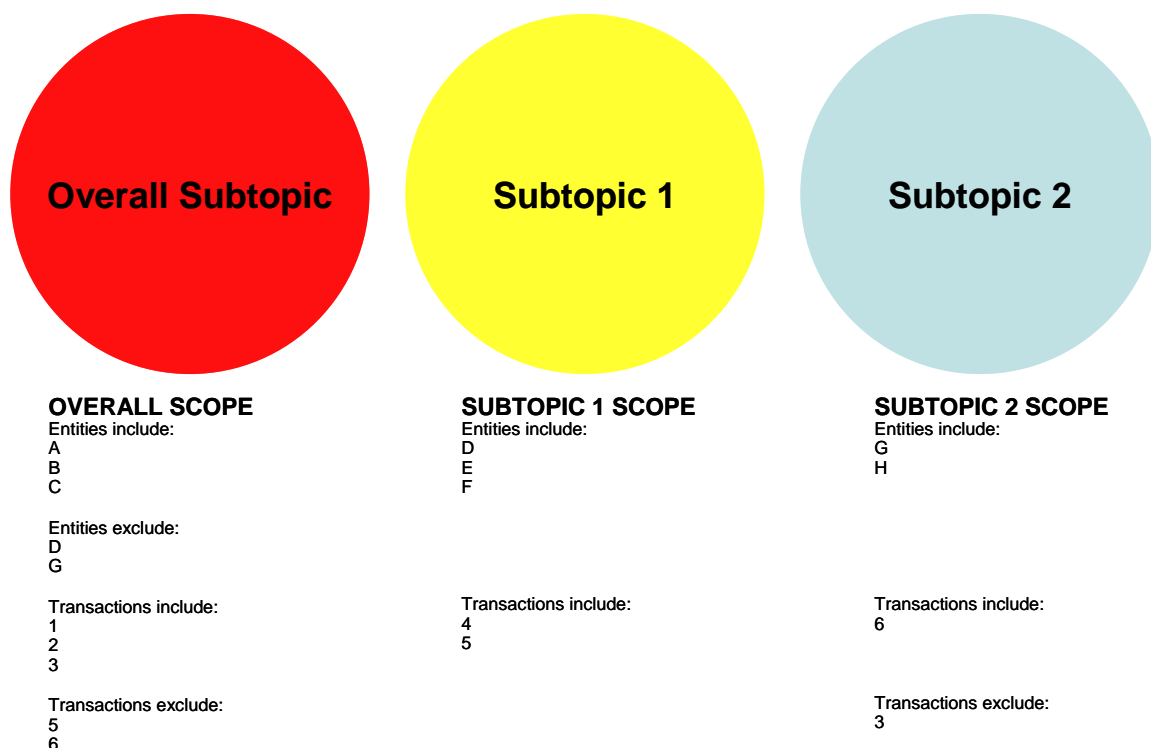 Overall Subtopic
Subtopic 1
Subtopic 2
OVERALL SCOPE
Entities include:
A
B
C
Entities exclude:
D
G
Transactions include:
1
2
3
Transactions exclude:
5
6
SUBTOPIC 1 SCOPE
Entities include:
D
E
F
Transactions include:
4
5
SUBTOPIC 2 SCOPE
Entities include:
G
H
Transactions include:
6
Transactions exclude:
3